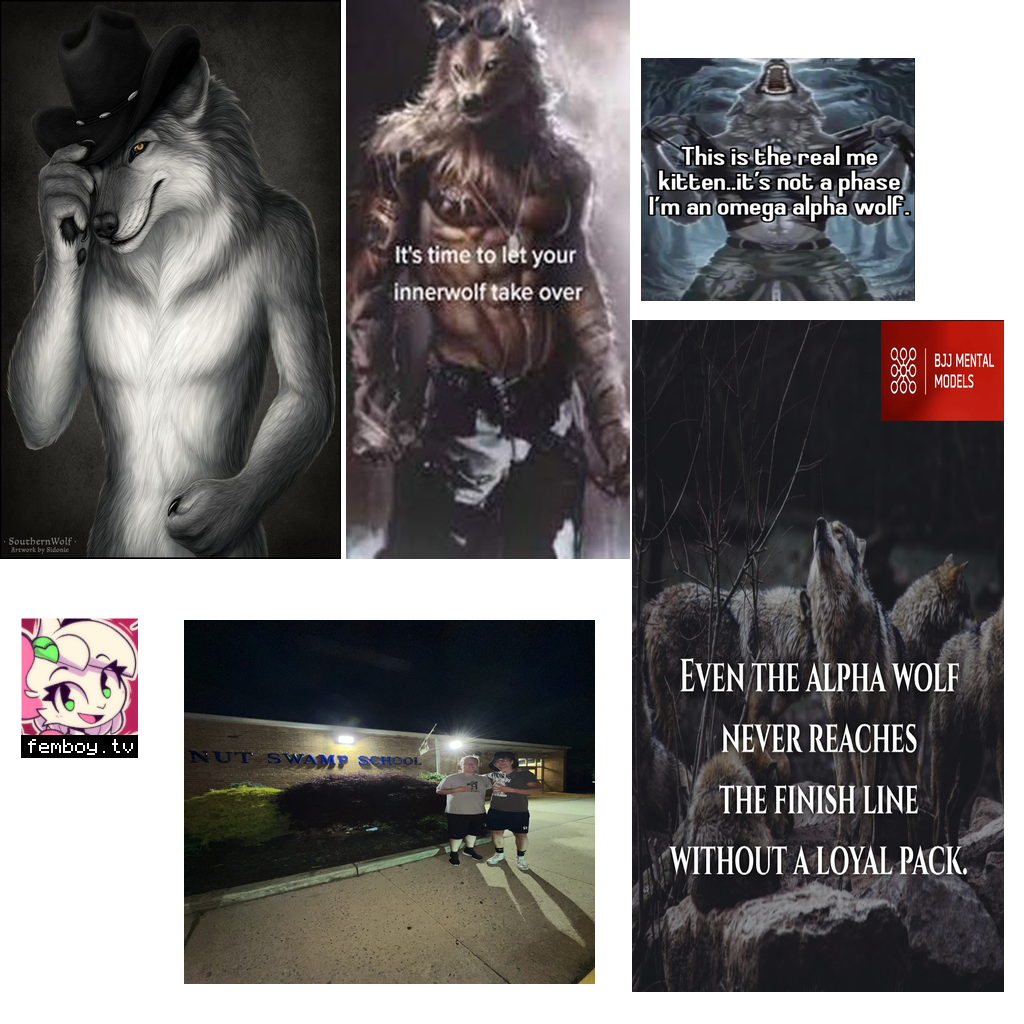 · SouthernWolf ·
Artwork by Sidonie
It's time to let your
innerwolf take over
This is the real me
kitten..it's not a phase
I'm an omega alpha wolf.
BJJ MENTAL
MODELS
EVEN THE ALPHA WOLF
NEVER REACHES
THE FINISH LINE
WITHOUT A LOYAL PACK.
femboy.tv
NUT SWAMP SCHOOL